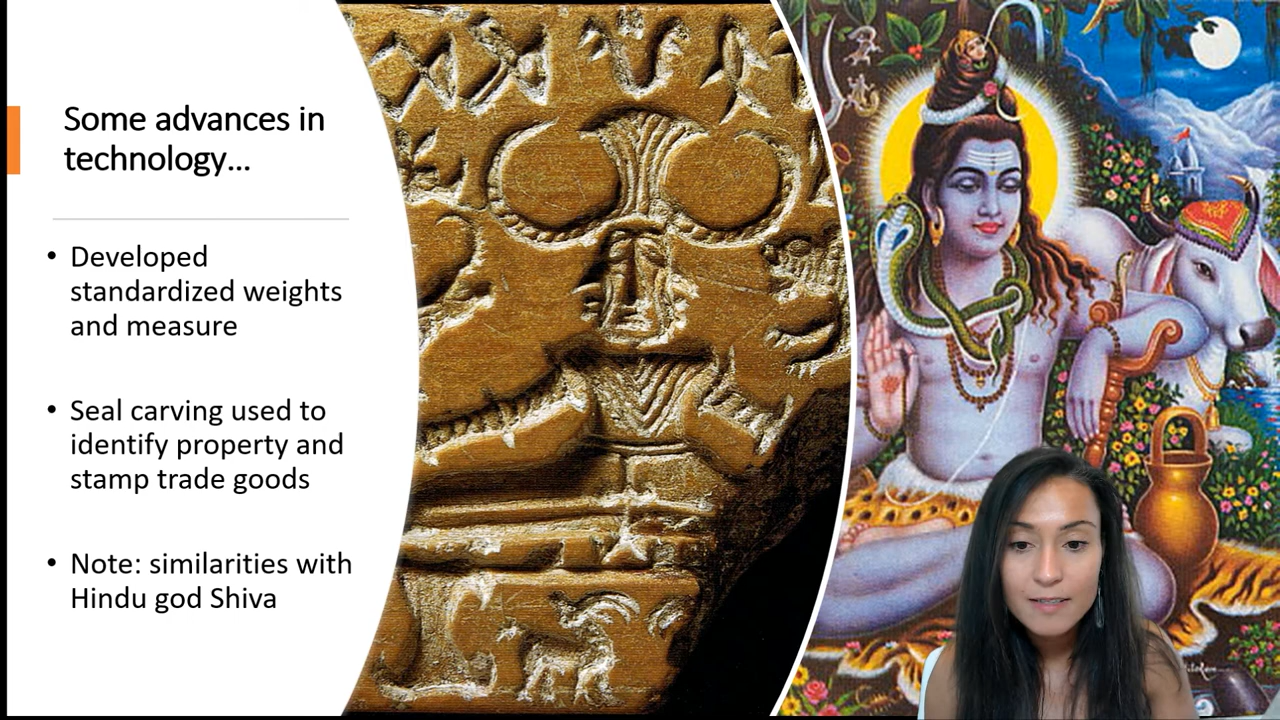 Some advances in
technology...
• Developed
standardized weights
and measure
• Seal carving used to
identify property and
stamp trade goods
• Note: similarities with
Hindu god Shiva